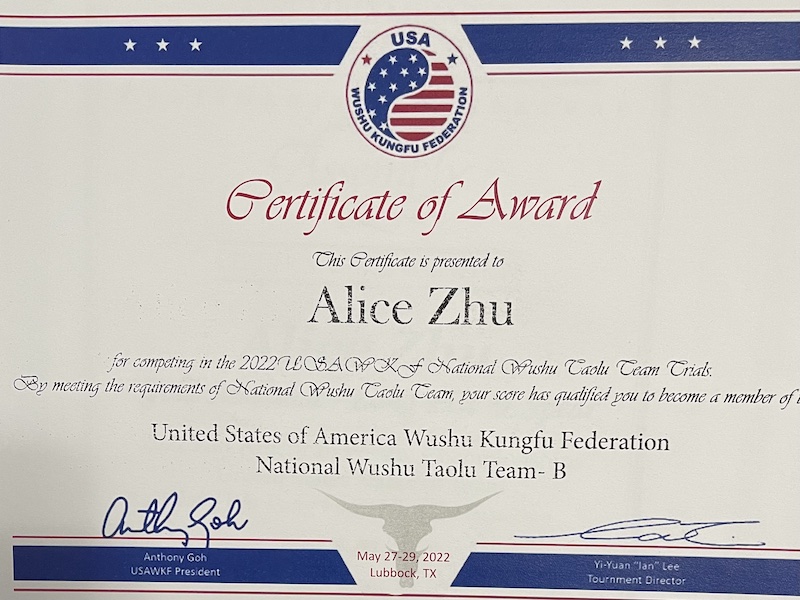 USA
WUSHU KUNGFU FEDERATION
Certificate of Award
This Certificate is presented to
Alice Zhu
for competing in the 2022 USAWKF National Wushu Taolu Team Trials.
By meeting the requirements of National Wushu Taolu Team, your score has qualified you to become a member of
United States of America Wushu Kungfu Federation
National Wushu Taolu Team- B
Anthony Goh
Anthony Goh
USAWKF President
May 27-29, 2022
Lubbock, TX
Yi-Yuan "Ian" Lee
Tournment Director